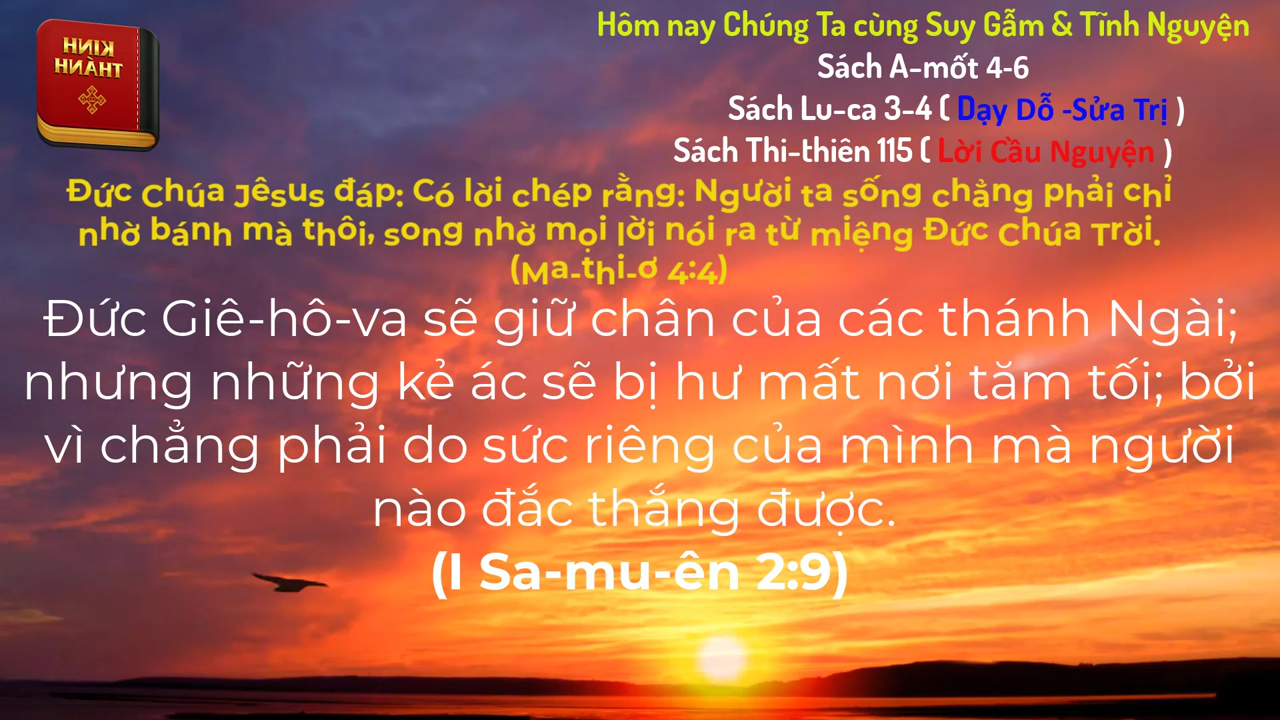 KINH
THÁNH
Hôm nay Chúng Ta cùng Suy Gẫm & Tĩnh Nguyện
Sách A-mốt 4-6
Sách Lu-ca 3-4 ( Dạy Dỗ -Sửa Trị )
Sách Thi-thiên 115 ( Lời Cầu Nguyện )
Đức Chúa Jêsus đáp: Có lời chép rằng: Người ta sống chẳng phải chỉ
nhờ bánh mà thôi, song nhờ mọi lời nói ra từ miệng Đức Chúa Trời.
(Ma-thi-ơ 4:4)
Đức Giê-hô-va sẽ giữ chân của các thánh Ngài;
nhưng những kẻ ác sẽ bị hư mất nơi tăm tối; bởi
vì chẳng phải do sức riêng của mình mà người
nào đắc thắng được.
(I Sa-mu-ên 2:9)